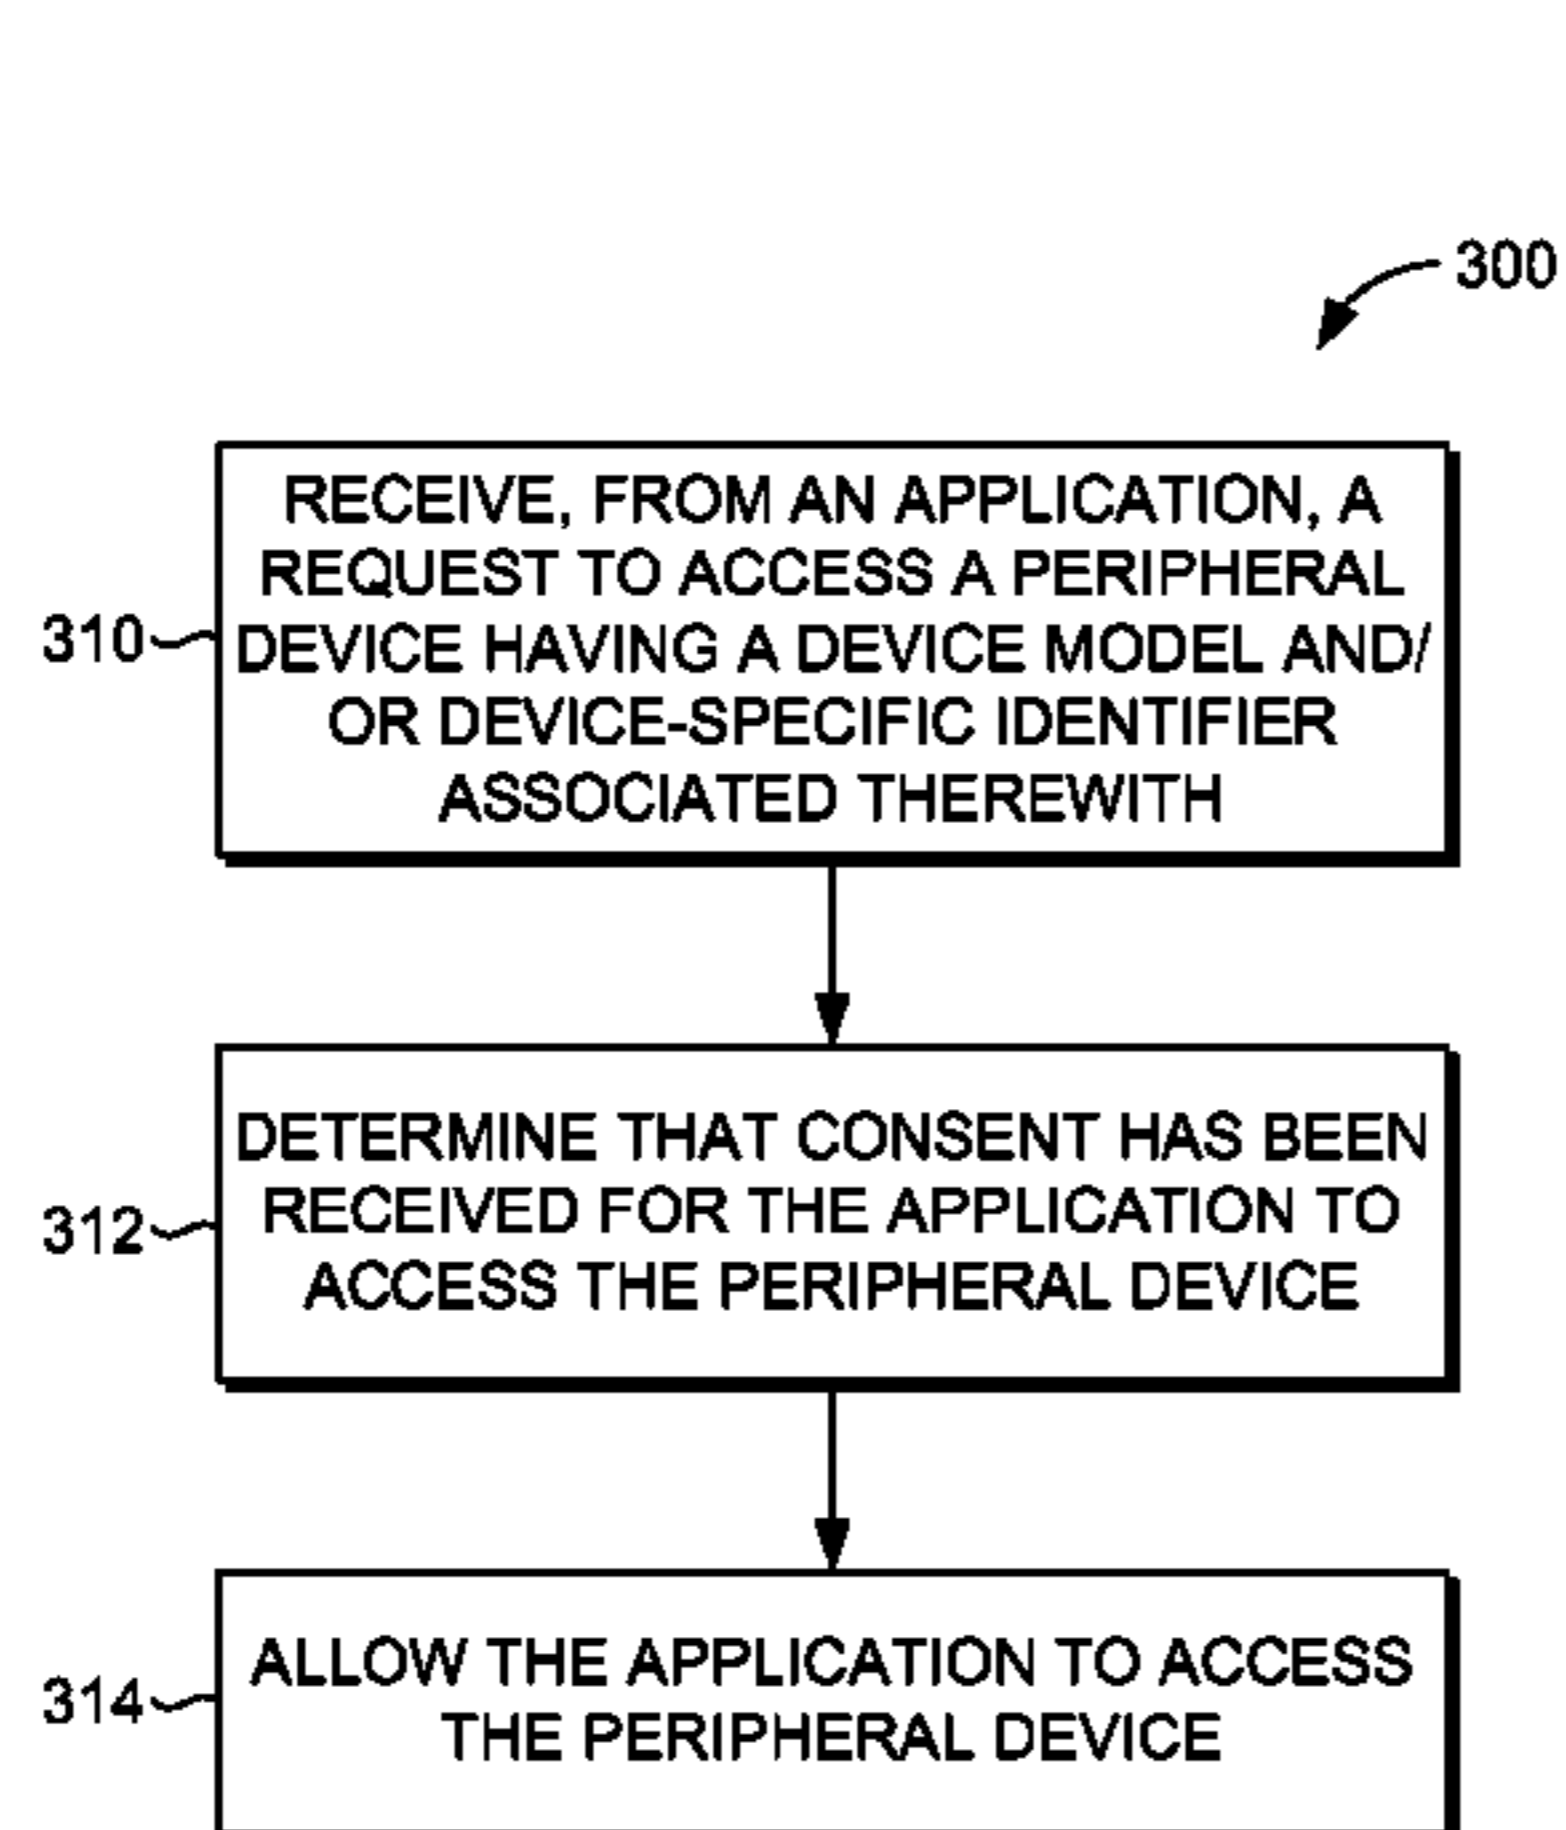 300
RECEIVE, FROM AN APPLICATION, A
REQUEST TO ACCESS A PERIPHERAL
310
DEVICE HAVING A DEVICE MODEL AND/
OR DEVICE-SPECIFIC IDENTIFIER
ASSOCIATED THEREWITH
DETERMINE THAT CONSENT HAS BEEN
312
RECEIVED FOR THE APPLICATION TO
ACCESS THE PERIPHERAL DEVICE
ALLOW THE APPLICATION TO ACCESS
314
THE PERIPHERAL DEVICE